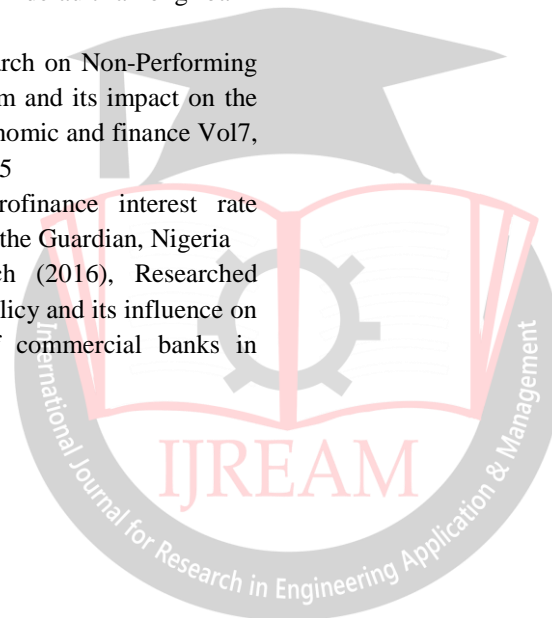 arch on Non-Performing
m and its impact on the
nomic and finance Vol7,
5
rofinance interest rate
the Guardian, Nigeria
ch (2016), Researched
licy and its influence on
f commercial banks in
IJREAM
International Journal for Research in Engineering Application & Management